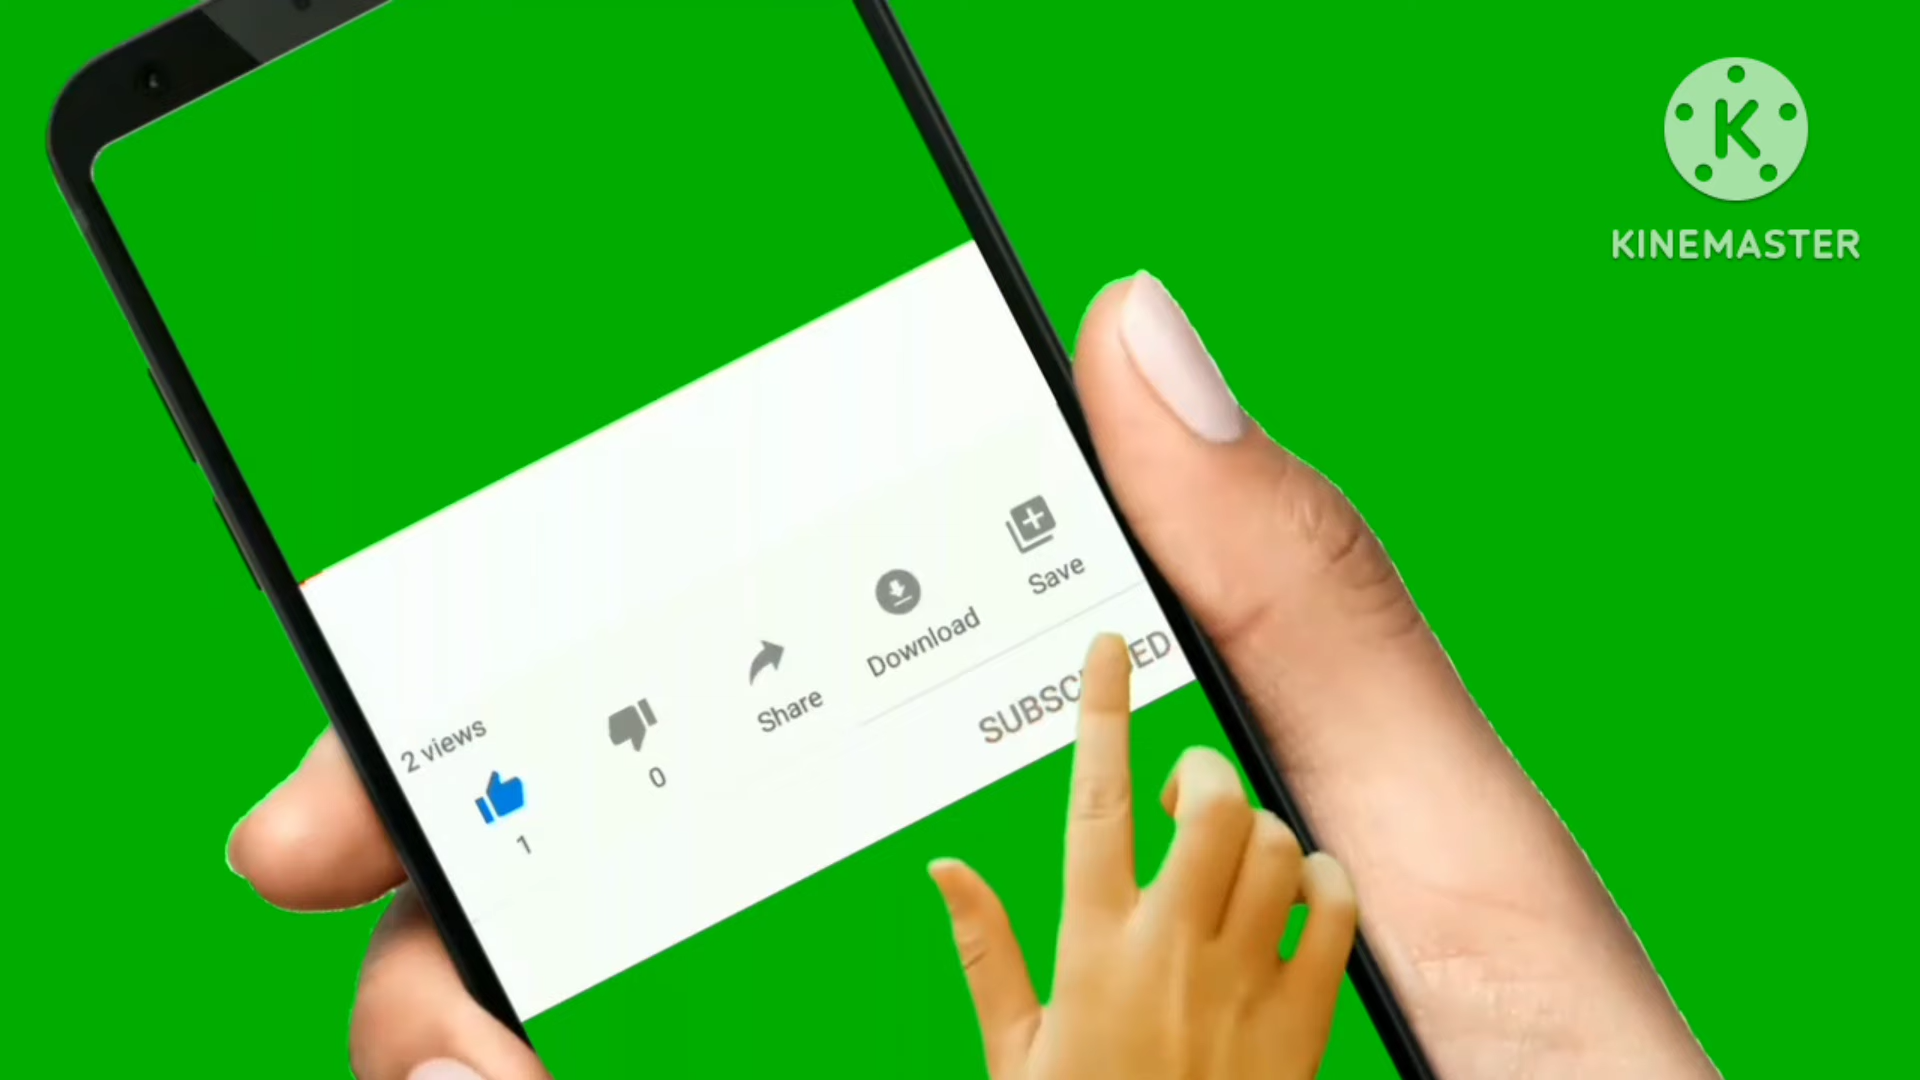 K
KINEMASTER
2 views
1
0
Share
Download
Save
SUBSC ED